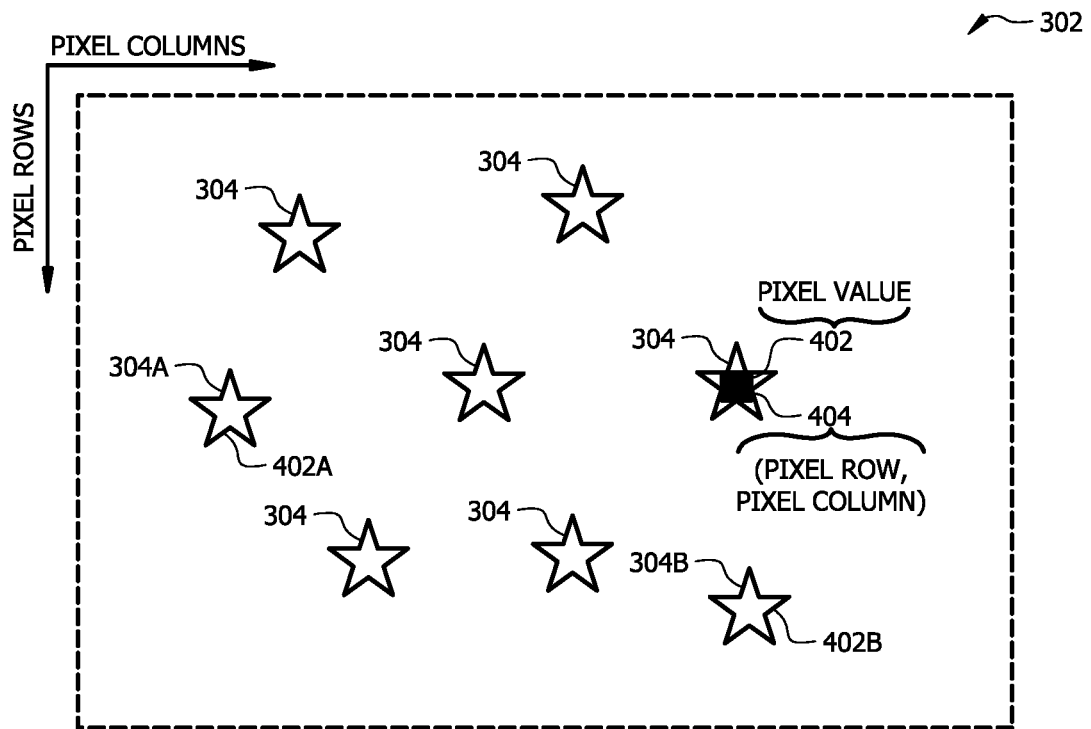 302
PIXEL COLUMNS
PIXEL ROWS
304
304
PIXEL VALUE
304
304
402
304A
404
402A
(PIXEL ROW,
PIXEL COLUMN)
304
304
304B
402B